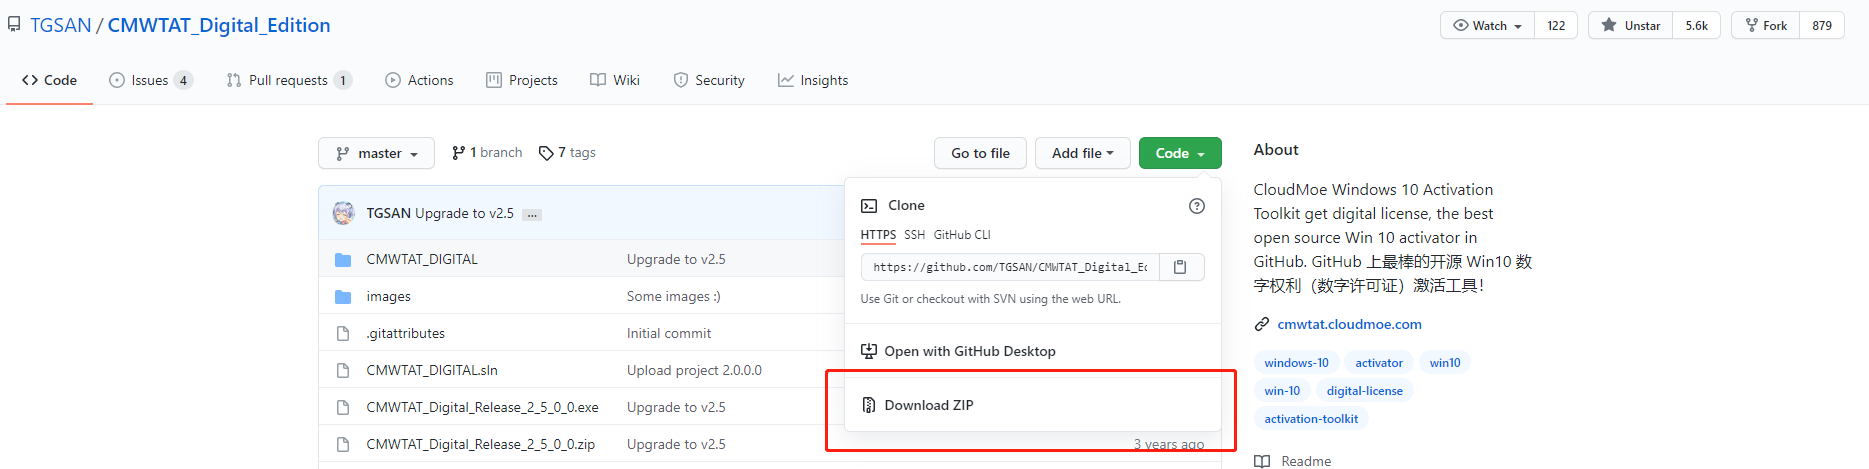 TGSAN / CMWTAT_Digital_Edition
Watch 122 Unstar 5.6k Fork 879
Code Issues 4 Pull requests 1 Actions Projects Wiki Security Insights
master 1 branch 7 tags Go to file Add file Code
TGSAN Upgrade to v2.5 ...
CMWTAT_DIGITAL Upgrade to v2.5
images Some images :)
.gitattributes Initial commit
CMWTAT_DIGITAL.sln Upload project 2.0.0.0
CMWTAT_Digital_Release_2_5_0_0.exe Upgrade to v2.5
CMWTAT_Digital_Release_2_5_0_0.zip Upgrade to v2.5 3 years ago
Clone
HTTPS SSH GitHub CLI
https://github.com/TGSAN/CMWTAT_Digital_Ed
Use Git or checkout with SVN using the web URL.
Open with GitHub Desktop
Download ZIP
About
CloudMoe Windows 10 Activation
Toolkit get digital license, the best
open source Win 10 activator in
GitHub. GitHub 上最棒的开源 Win10 数
字权利（数字许可证）激活工具！
cmwtat.cloudmoe.com
windows-10 activator win10
win-10 digital-license
activation-toolkit
Readme